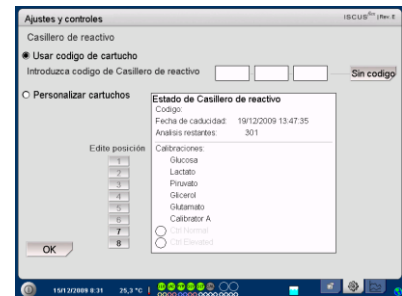 Ajustes y controles
ISCUS flex | Rev. E
Casillero de reactivo
Usar codigo de cartucho
Introduzca codigo de Casillero de reactivo
Sin codigo
Personalizar cartuchos
Estado de Casillero de reactivo
Codigo:
Fecha de caducidad: 19/12/2009 13:47:35
Analisis restantes: 301
Edito posición
Calibraciones:
1
Glucosa
2
Lactato
3
Piruvato
4
Glicerol
5
Glutamato
6
Calibrator A
7
Ctrl Normal
8
Ctrl Elevated
OK
15/12/2009 8:31 25,3 °C